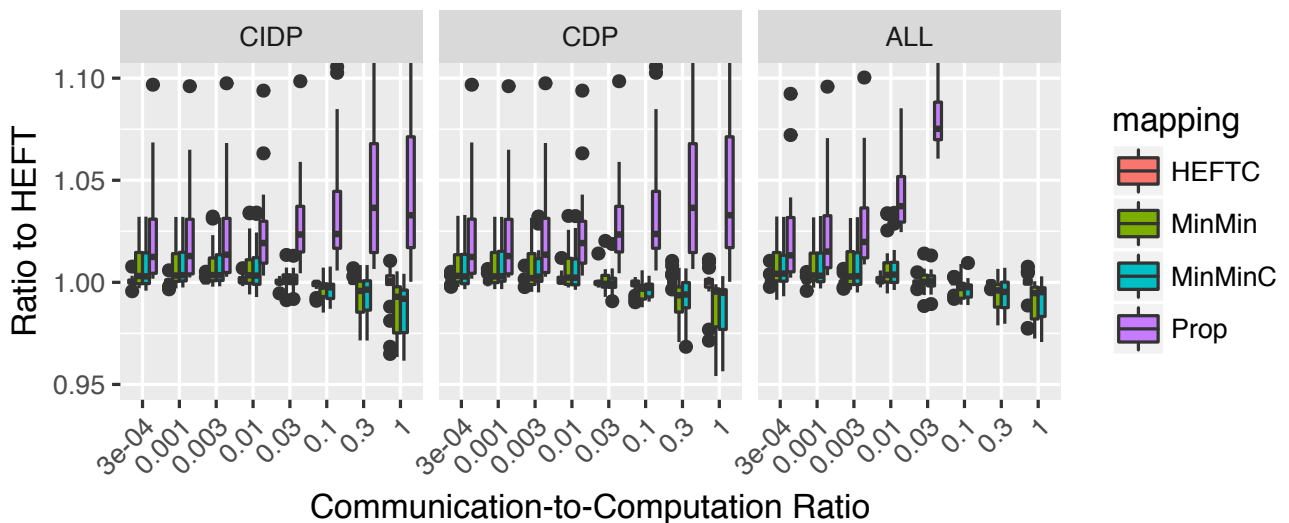 CIDP CDP ALL
1.10
1.05
1.00
0.95
Ratio to HEFT
3e-04 0.001 0.003 0.01 0.03 0.1 0.3 1
3e-04 0.001 0.003 0.01 0.03 0.1 0.3 1
3e-04 0.001 0.003 0.01 0.03 0.1 0.3 1
Communication-to-Computation Ratio
mapping
HEFTC
MinMin
MinMinC
Prop